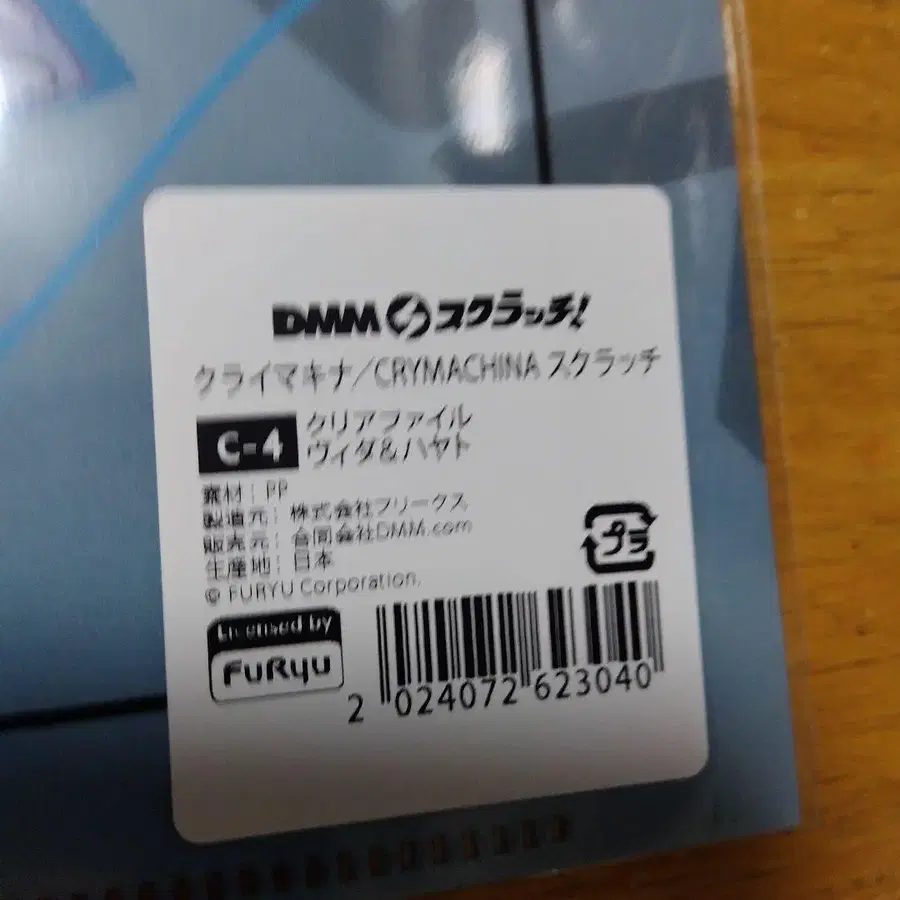 DMM スクラッチ!
クライマキナ/CRYMACHINA スクラッチ
C-4
クリアファイル
ヴィダ&ハヤト
素材: PP
製造元: 株式会社フリークス
販売元: 合同会社DMM.com
生産地: 日本
© FURYU Corporation.
プラ
Licensed by
FuRyu
2 024072 623040